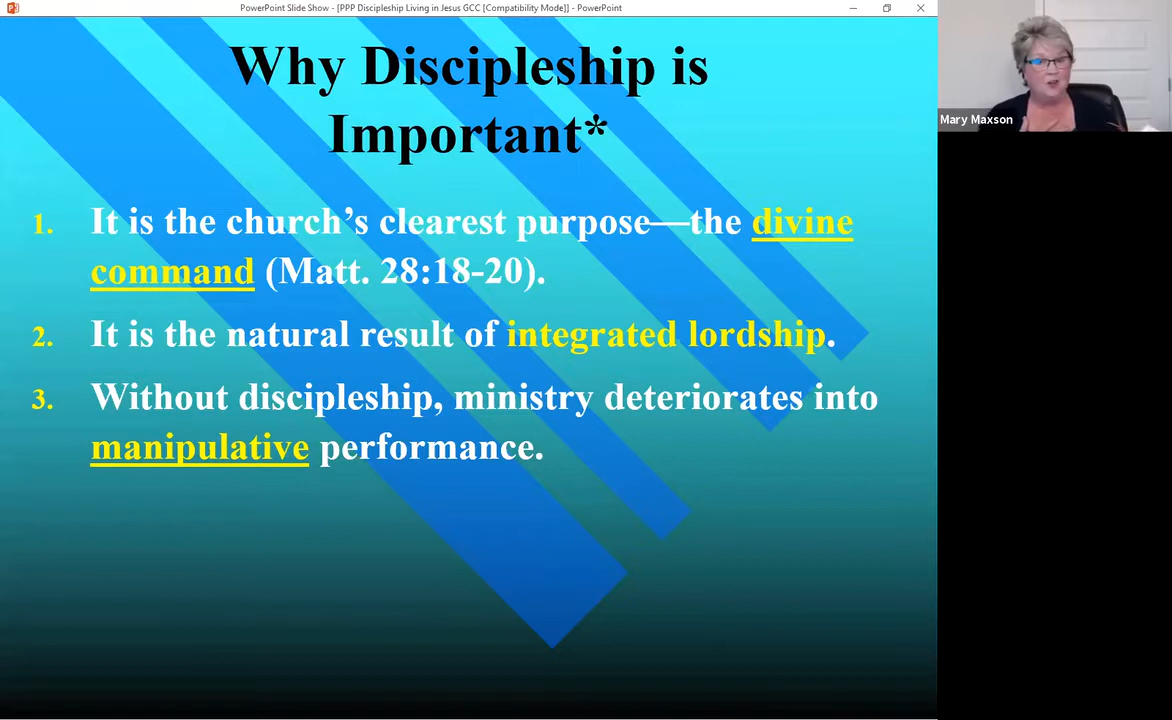 PowerPoint Slide Show - [PPP Discipleship Living in Jesus GCC [Compatibility Mode]] - PowerPoint
Why Discipleship is
Important*
1. It is the church’s clearest purpose—the divine
command (Matt. 28:18-20).
2. It is the natural result of integrated lordship.
3. Without discipleship, ministry deteriorates into
manipulative performance.
Mary Maxson